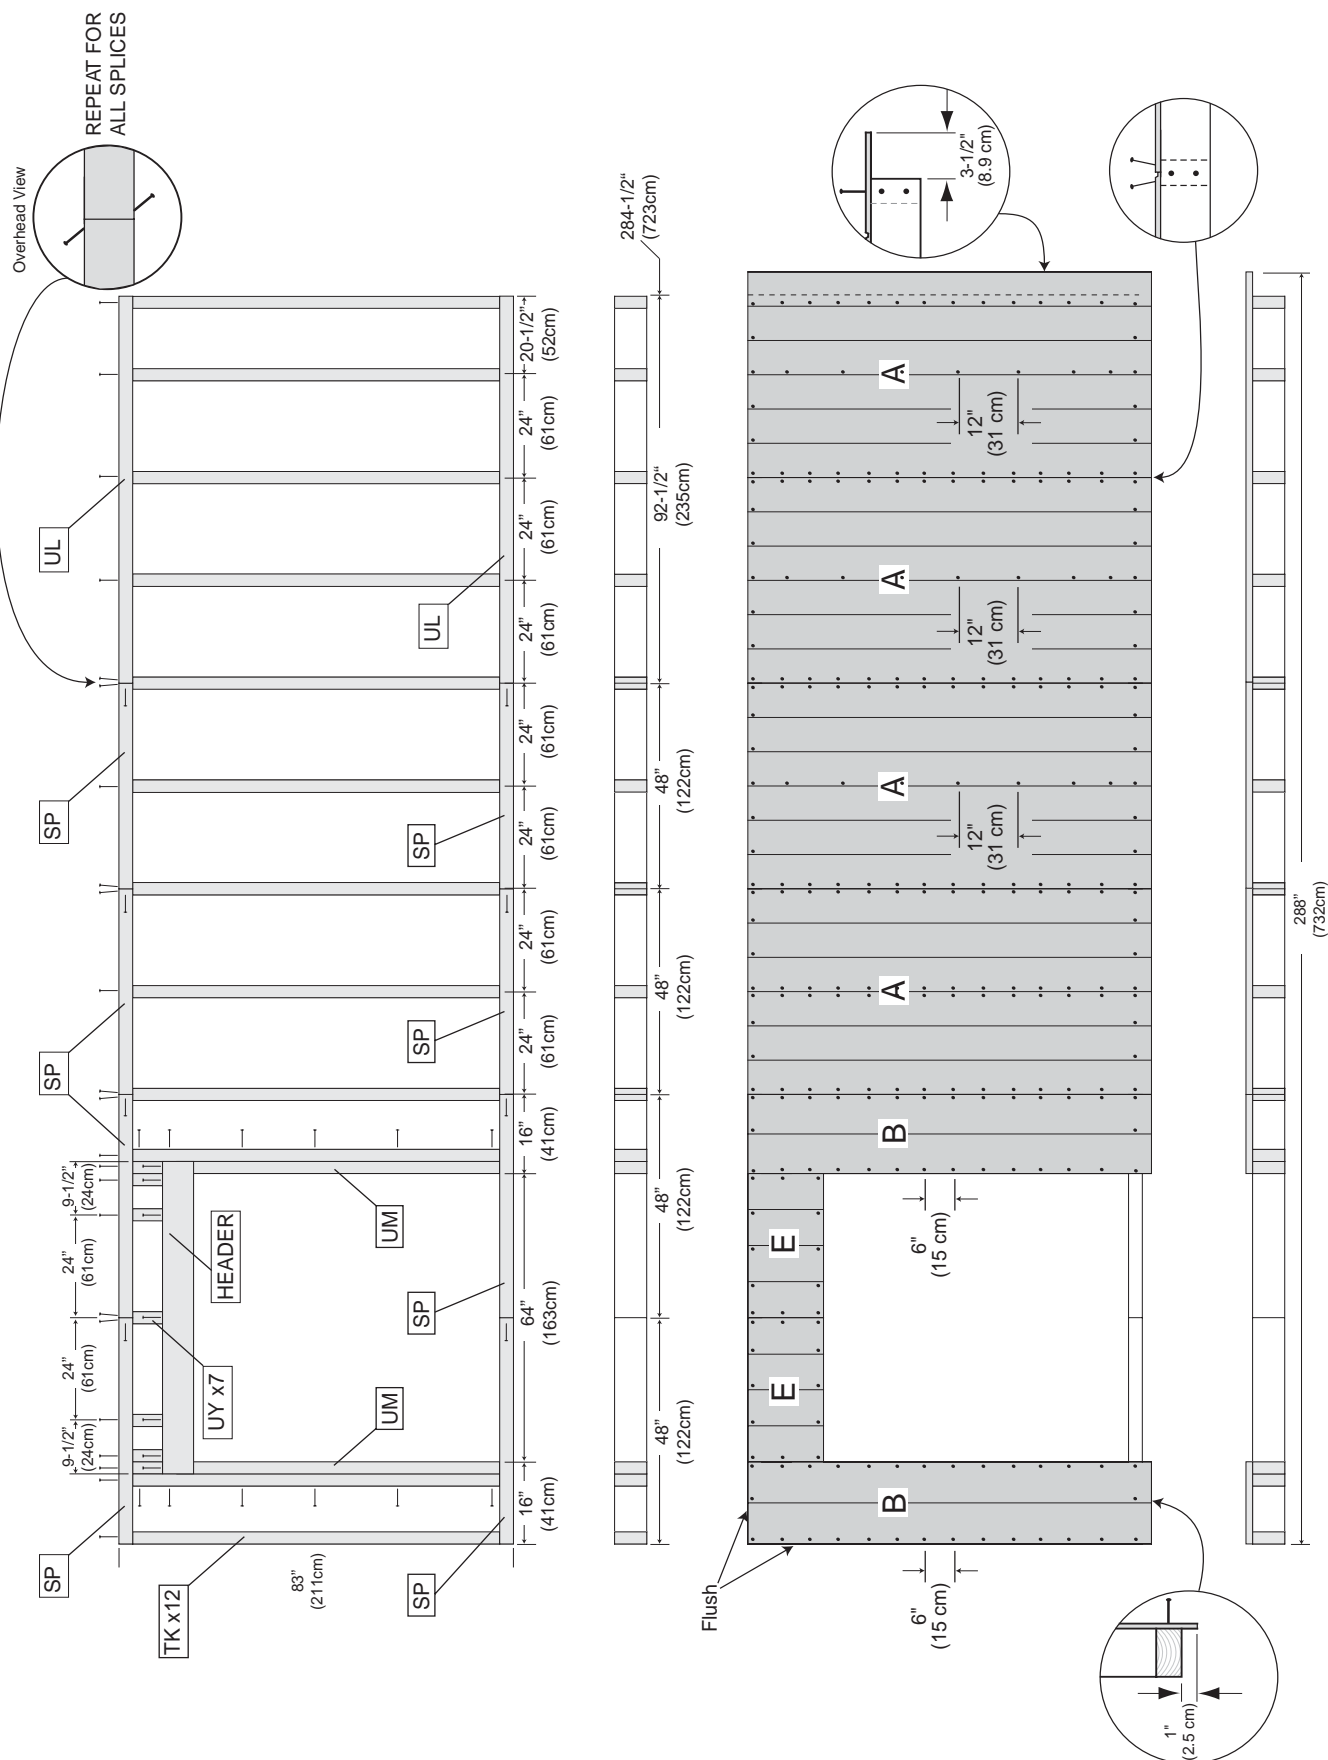 Overhead View
REPEAT FOR
ALL SPLICES
SP
SP
SP
UL
9-1/2"
(24cm)
24"
(61cm)
24"
(61cm)
9-1/2"
(24cm)
TK x12
UY x7
HEADER
83"
(211cm)
UM
UM
SP
SP
SP
SP
UL
16"
(41cm)
64"
(163cm)
16"
(41cm)
24"
(61cm)
24"
(61cm)
24"
(61cm)
24"
(61cm)
24"
(61cm)
24"
(61cm)
24"
(61cm)
20-1/2"
(52cm)
48"
(122cm)
48"
(122cm)
48"
(122cm)
48"
(122cm)
92-1/2"
(235cm)
284-1/2"
(723cm)
Flush
E
E
B
B
A
A
A
A
6"
(15 cm)
6"
(15 cm)
12"
(31 cm)
12"
(31 cm)
12"
(31 cm)
3-1/2"
(8.9 cm)
1"
(2.5 cm)
288"
(732cm)